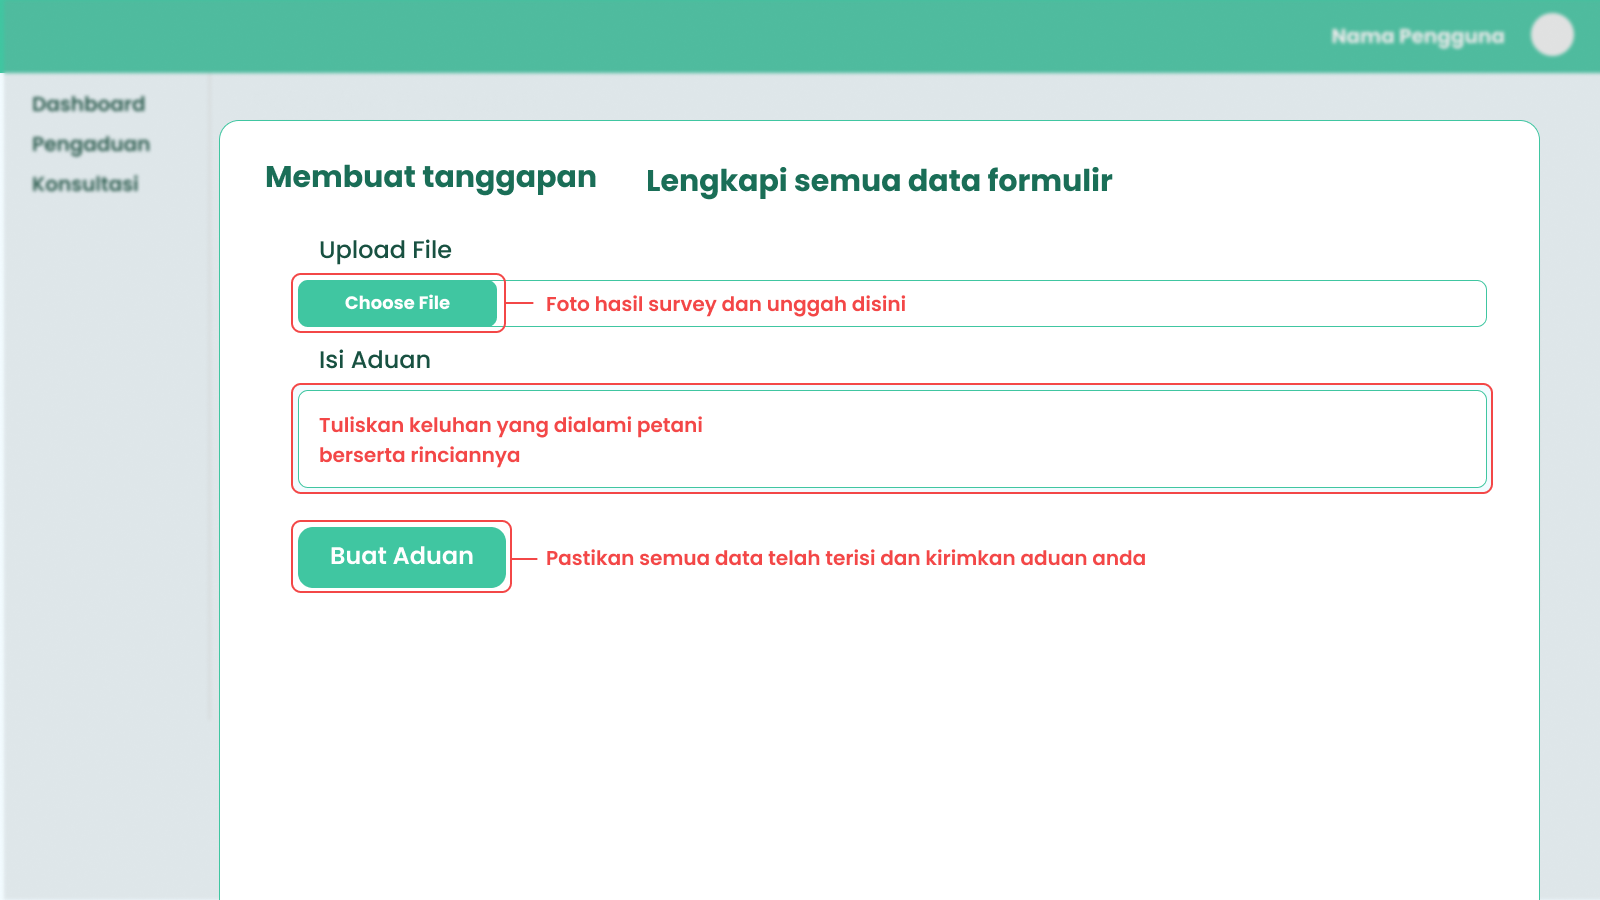 Nama Pengguna
Dashboard
Pengaduan
Konsultasi
Membuat tanggapan
Lengkapi semua data formulir
Upload File
Choose File
Foto hasil survey dan unggah disini
Isi Aduan
Tuliskan keluhan yang dialami petani
berserta rinciannya
Buat Aduan
Pastikan semua data telah terisi dan kirimkan aduan anda